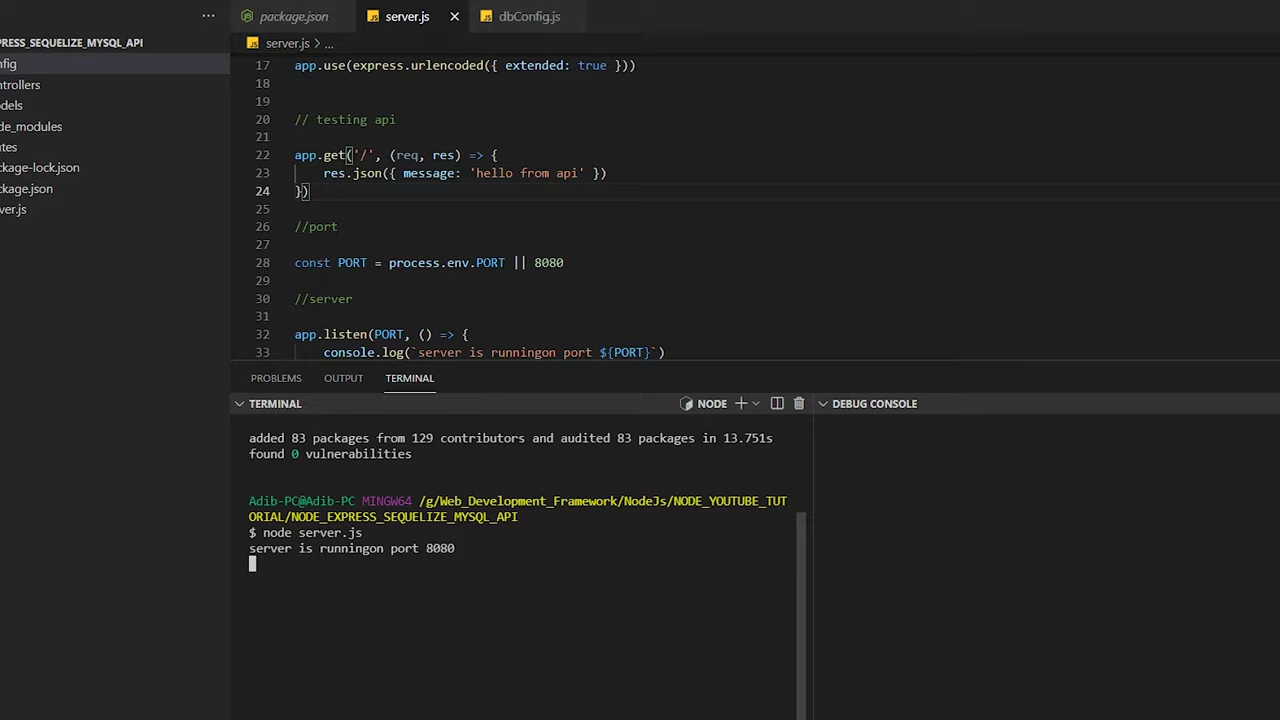 package.json
server.js
dbConfig.js
PRESS_SEQUELIZE_MYSQL_API
server.js > ...
nfig
ntrollers
odels
de_modules
utes
ckage-lock.json
ckage.json
ver.js
17 app.use(express.urlencoded({ extended: true }))
18
19
20 // testing api
21
22 app.get('/', (req, res) => {
23 res.json({ message: 'hello from api' })
24 })
25
26 //port
27
28 const PORT = process.env.PORT || 8080
29
30 //server
31
32 app.listen(PORT, () => {
33 console.log(`server is runningon port ${PORT}`)
PROBLEMS OUTPUT TERMINAL
TERMINAL
NODE
DEBUG CONSOLE
added 83 packages from 129 contributors and audited 83 packages in 13.751s
found 0 vulnerabilities
Adib-PC@Adib-PC MINGW64 /g/Web_Development_Framework/NodeJs/NODE_YOUTUBE_TUT
ORIAL/NODE_EXPRESS_SEQUELIZE_MYSQL_API
$ node server.js
server is runningon port 8080